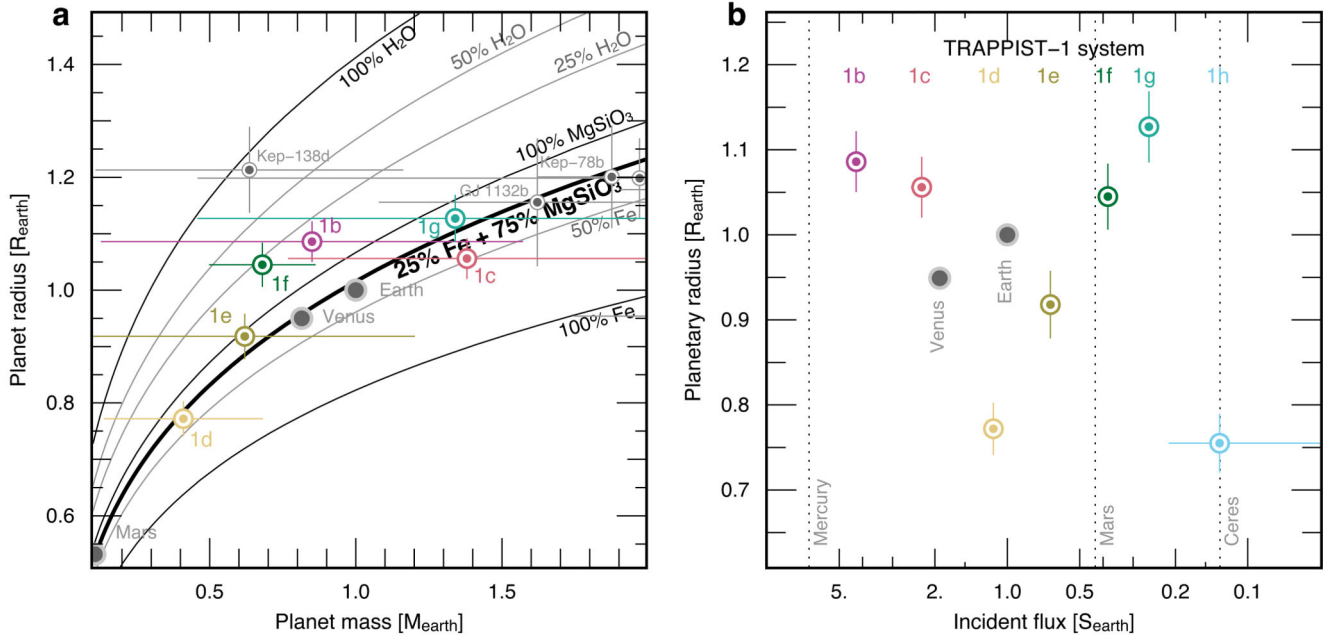 a
Planet radius [Rearth]
1.4
1.2
1.0
0.8
0.6
0.5
1.0
1.5
Planet mass [Mearth]
100% H2O
50% H2O
25% H2O
100% MgSiO3
25% Fe + 75% MgSiO3
50% Fe
100% Fe
Kep−138d
Kep−78b
GJ 1132b
1b
1g
1c
1f
1e
1d
Earth
Venus
Mars
b
Planetary radius [Rearth]
TRAPPIST−1 system
1b 1c 1d 1e 1f 1g 1h
1.2
1.1
1.0
0.9
0.8
0.7
Mercury
Venus
Earth
Mars
Ceres
5. 2. 1.0 0.5 0.2 0.1
Incident flux [Searth]